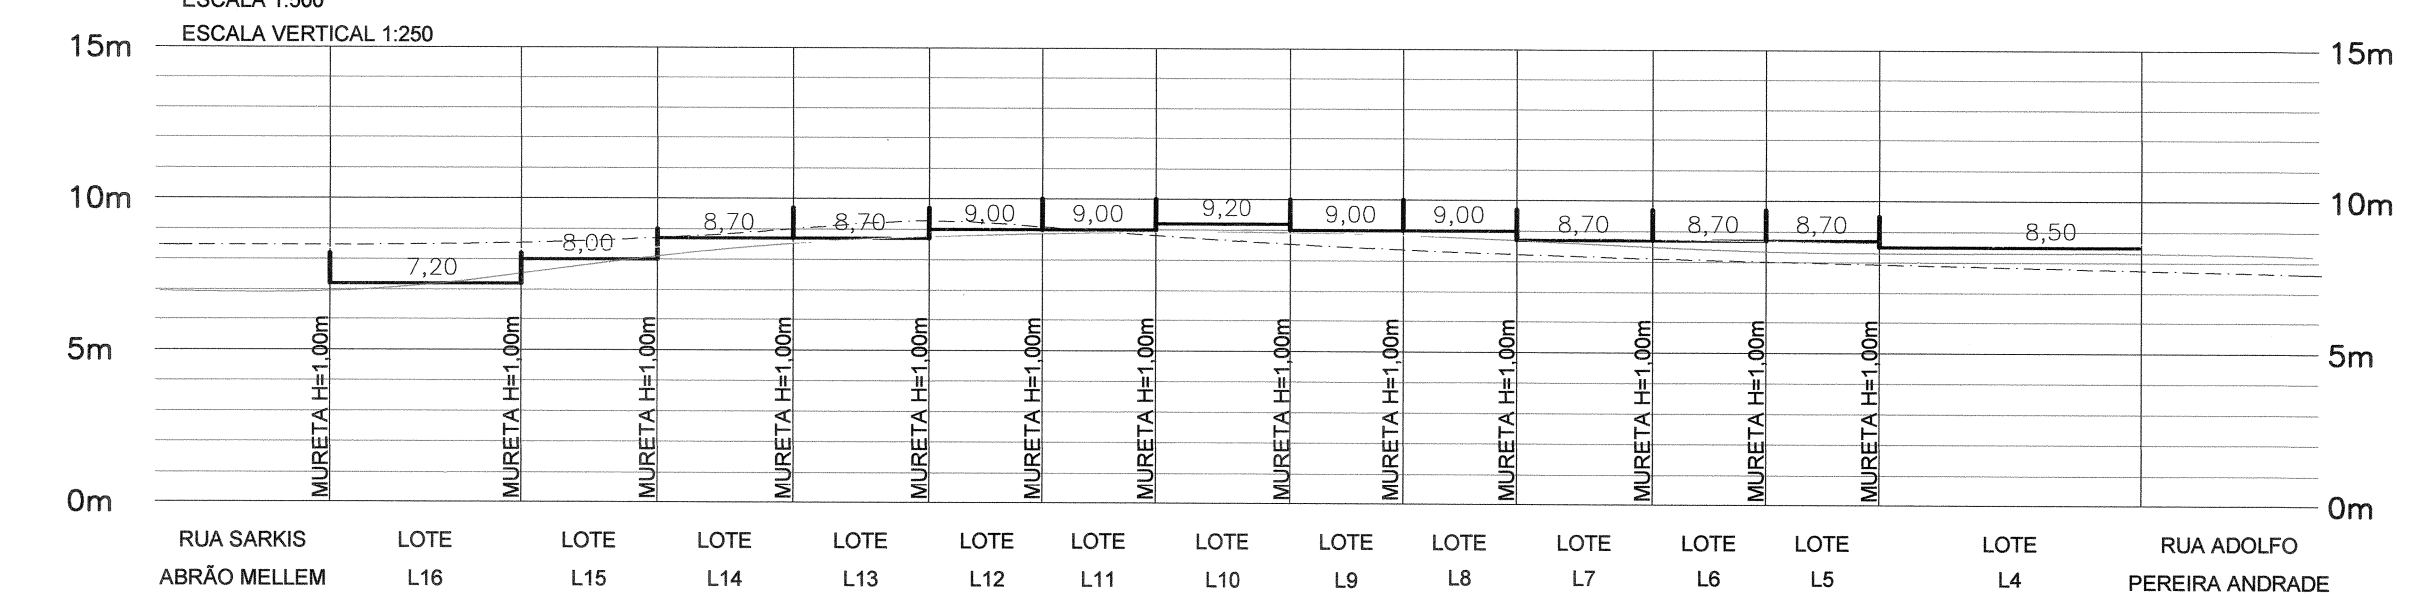 ESCALA 1:500
ESCALA VERTICAL 1:250
15m 15m
10m 10m
7,20 8,00 8,70 8,70 9,00 9,00 9,20 9,00 9,00 8,70 8,70 8,70 8,50
5m 5m
MURETA H=1,00m
MURETA H=1,00m
MURETA H=1,00m
MURETA H=1,00m
MURETA H=1,00m
MURETA H=1,00m
MURETA H=1,00m
MURETA H=1,00m
MURETA H=1,00m
MURETA H=1,00m
MURETA H=1,00m
MURETA H=1,00m
MURETA H=1,00m
0m 0m
RUA SARKIS LOTE LOTE LOTE LOTE LOTE LOTE LOTE LOTE LOTE LOTE LOTE LOTE LOTE RUA ADOLFO
ABRÃO MELLEM L16 L15 L14 L13 L12 L11 L10 L9 L8 L7 L6 L5 L4 PEREIRA ANDRADE